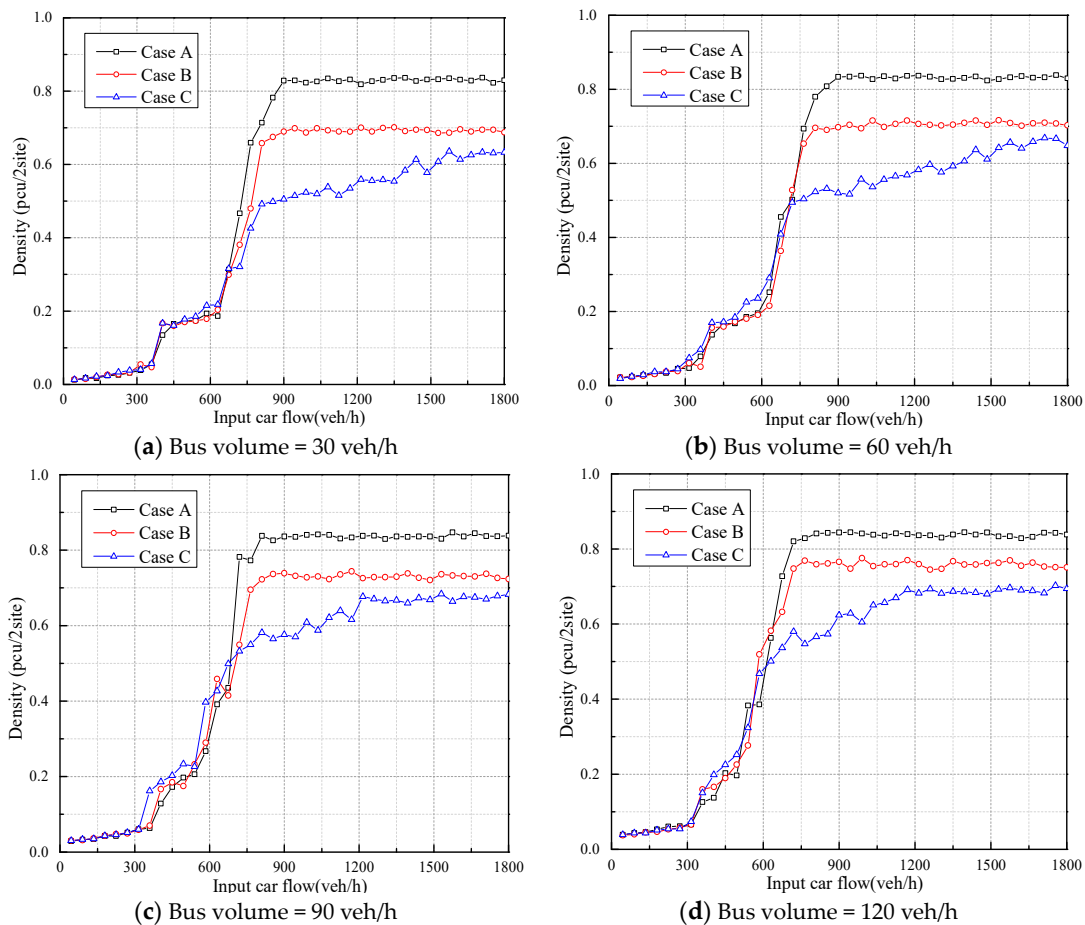 1.0
0.8
0.6
0.4
0.2
0.0
Density (pcu/2site)
Case A
Case B
Case C
0 300 600 900 1200 1500 1800
Input car flow(veh/h)
(a) Bus volume = 30 veh/h
1.0
0.8
0.6
0.4
0.2
0.0
Density (pcu/2site)
Case A
Case B
Case C
0 300 600 900 1200 1500 1800
Input car flow(veh/h)
(b) Bus volume = 60 veh/h
1.0
0.8
0.6
0.4
0.2
0.0
Density (pcu/2site)
Case A
Case B
Case C
0 300 600 900 1200 1500 1800
Input car flow(veh/h)
(c) Bus volume = 90 veh/h
1.0
0.8
0.6
0.4
0.2
0.0
Density (pcu/2site)
Case A
Case B
Case C
0 300 600 900 1200 1500 1800
Input car flow(veh/h)
(d) Bus volume = 120 veh/h